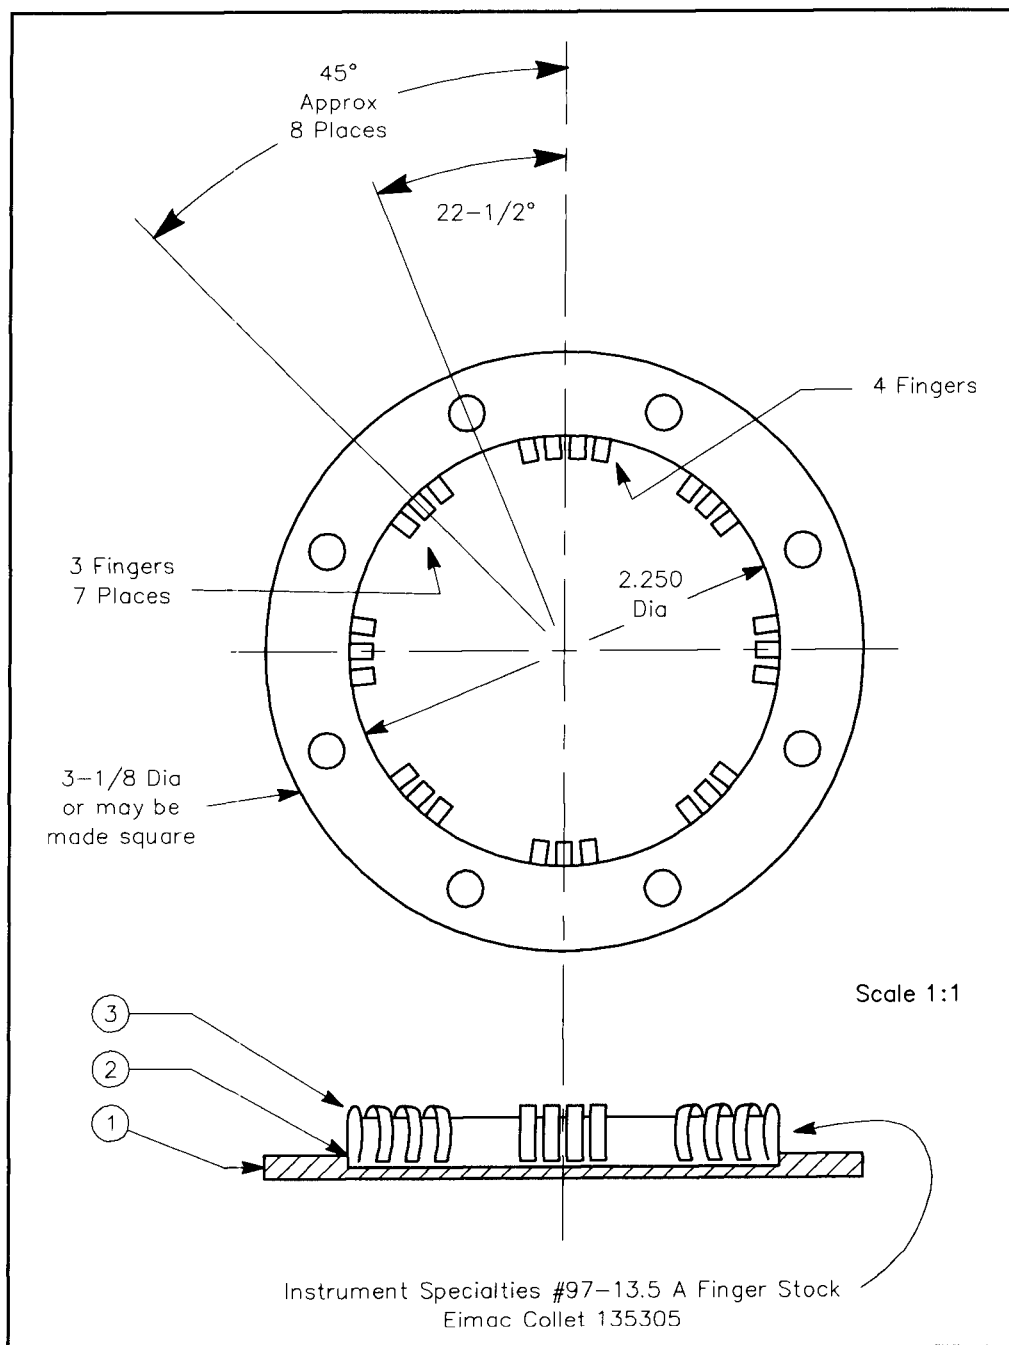 45°
Approx
8 Places
22-1/2°
4 Fingers
3 Fingers
7 Places
2.250
Dia
3-1/8 Dia
or may be
made square
Scale 1:1
3
2
1
Instrument Specialties #97-13.5 A Finger Stock
Eimac Collet 135305